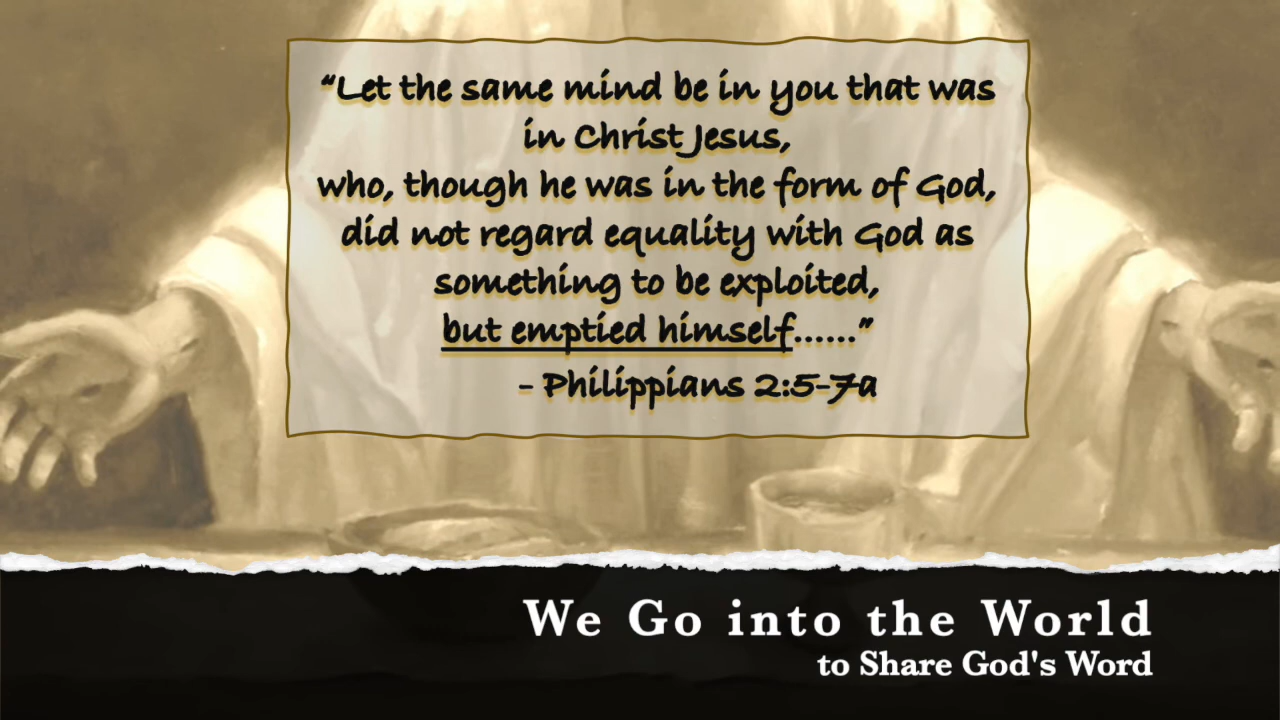 “Let the same mind be in you that was
in Christ Jesus,
who, though he was in the form of God,
did not regard equality with God as
something to be exploited,
but emptied himself......”
- Philippians 2:5-7a
We Go into the World
to Share God's Word